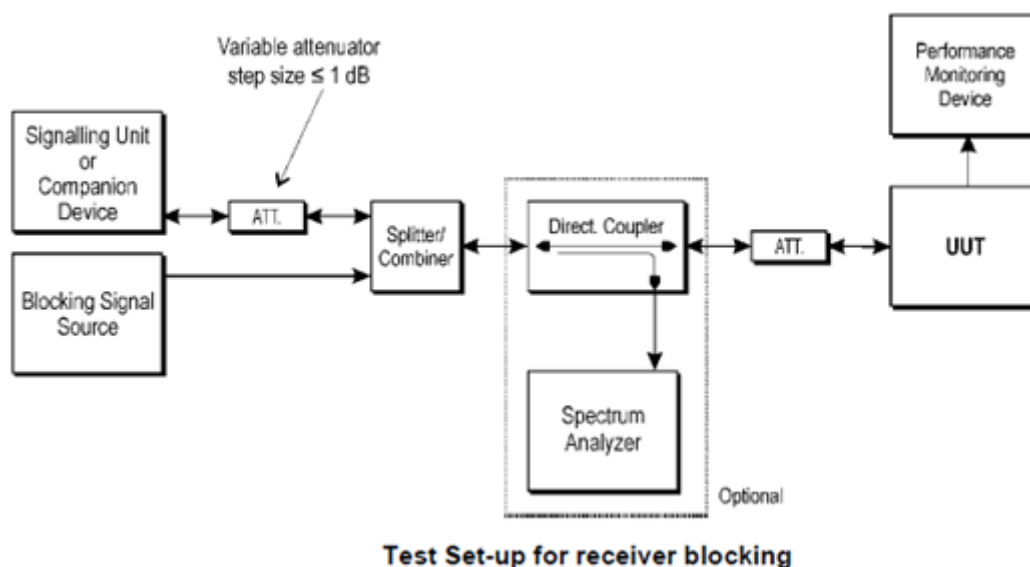 Variable attenuator
step size ≤ 1 dB
Performance
Monitoring
Device
Signalling Unit
or
Companion
Device
ATT.
Splitter/
Combiner
Direct. Coupler
ATT.
UUT
Blocking Signal
Source
Spectrum
Analyzer
Optional
Test Set-up for receiver blocking